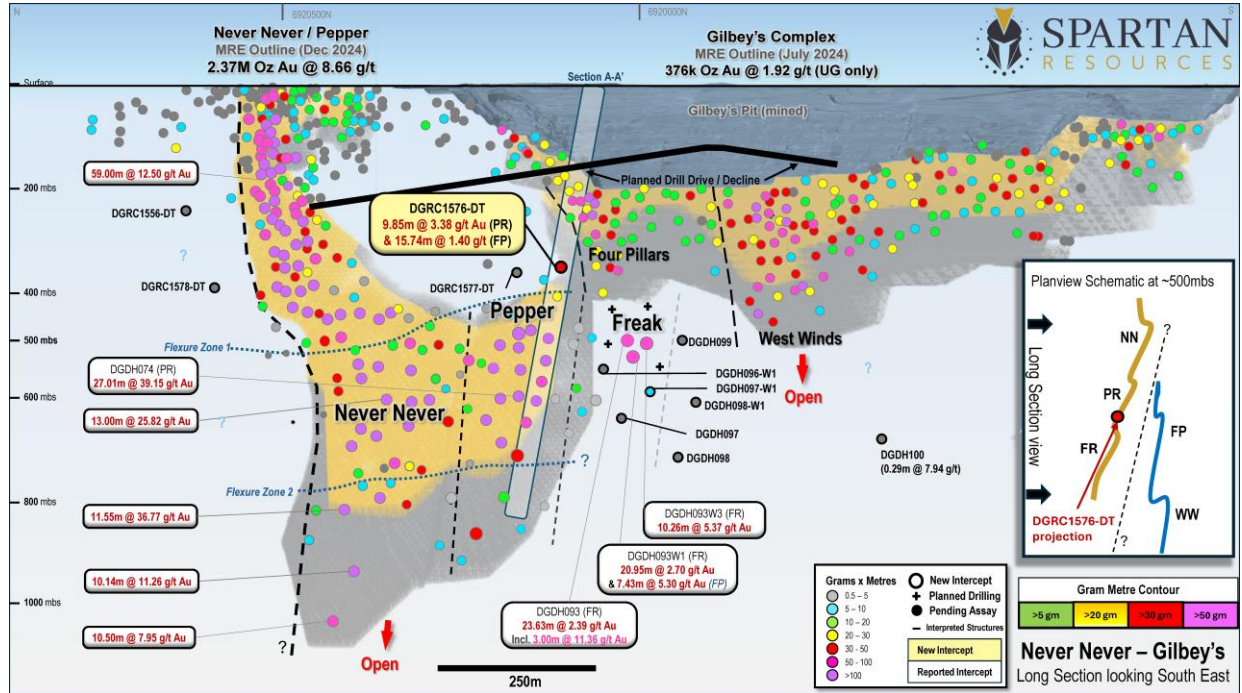 N
6920500N
6920000N
S
Never Never / Pepper
MRE Outline (Dec 2024)
2.37M Oz Au @ 8.66 g/t
Gilbey's Complex
MRE Outline (July 2024)
376k Oz Au @ 1.92 g/t (UG only)
SPARTAN
RESOURCES
Section A-A'
Surface
Gilbey's Pit (mined)
59.00m @ 12.50 g/t Au
Planned Drill Drive / Decline
200 mbs
DGRC1556-DT
DGRC1576-DT
9.85m @ 3.38 g/t Au (PR)
& 15.74m @ 1.40 g/t (FP)
?
Four Pillars
DGRC1578-DT
DGRC1577-DT
400 mbs
Pepper
Freak
West Winds
Flexure Zone 1
500 mbs
DGDH099
?
DGDH074 (PR)
27.01m @ 39.15 g/t Au
DGDH096-W1
DGDH097-W1
Open
600 mbs
13.00m @ 25.82 g/t Au
Never Never
DGDH098-W1
?
DGDH097
DGDH098
DGDH100
(0.29m @ 7.94 g/t)
?
Flexure Zone 2
800 mbs
11.55m @ 36.77 g/t Au
DGDH093W3 (FR)
10.26m @ 5.37 g/t Au
DGDH093W1 (FR)
20.95m @ 2.70 g/t Au
& 7.43m @ 5.30 g/t Au (FP)
10.14m @ 11.26 g/t Au
1000 mbs
DGDH093 (FR)
23.63m @ 2.39 g/t Au
Incl. 3.00m @ 11.36 g/t Au
10.50m @ 7.95 g/t Au
?
Open
250m
Planview Schematic at ~500mbs
Long Section view
NN
?
PR
FP
FR
WW
DGRC1576-DT
projection
?
Grams x Metres
0.5 – 5
5 – 10
10 – 20
20 – 30
30 - 50
50 - 100
>100
New Intercept
Planned Drilling
Pending Assay
Interpreted Structures
New Intercept
Reported Intercept
Gram Metre Contour
>5 gm
>20 gm
>30 gm
>50 gm
Never Never – Gilbey's
Long Section looking South East